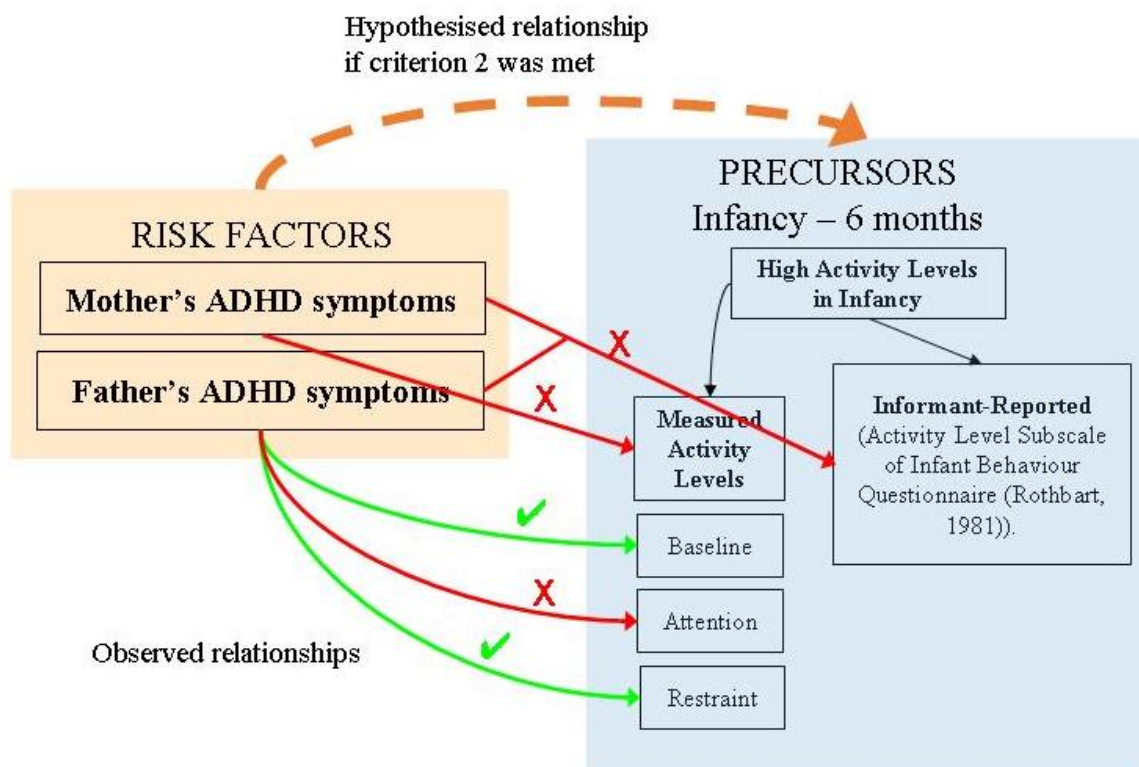 Hypothesised relationship
if criterion 2 was met
RISK FACTORS
Mother's ADHD symptoms
Father's ADHD symptoms
PRECURSORS
Infancy – 6 months
High Activity Levels
in Infancy
X
X
Measured
Activity
Levels
Informant-Reported
(Activity Level Subscale
of Infant Behaviour
Questionnaire (Rothbart,
1981)).
✓
Baseline
X
Attention
✓
Restraint
Observed relationships